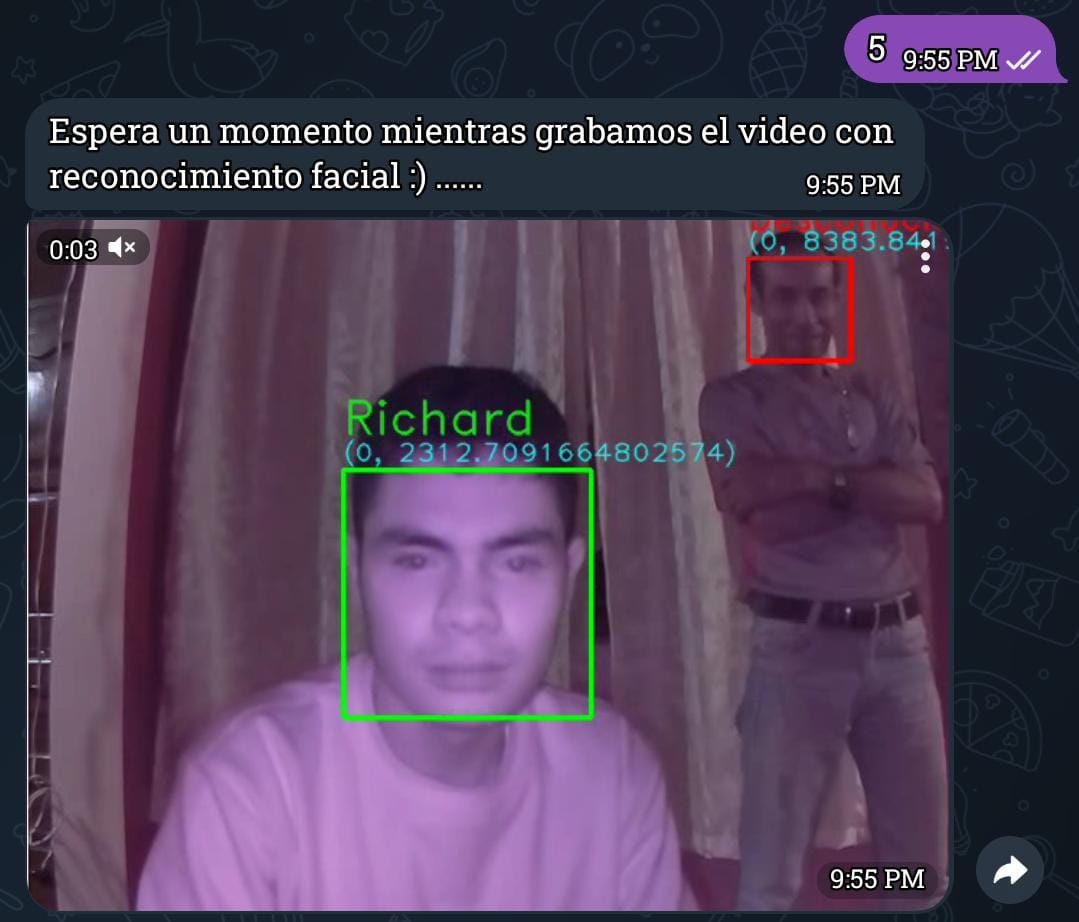 5 9:55 PM
Espera un momento mientras grabamos el video con
reconocimiento facial :) ......
9:55 PM
0:03
(0, 8383.841
Richard
(0, 2312.7091664802574)
9:55 PM